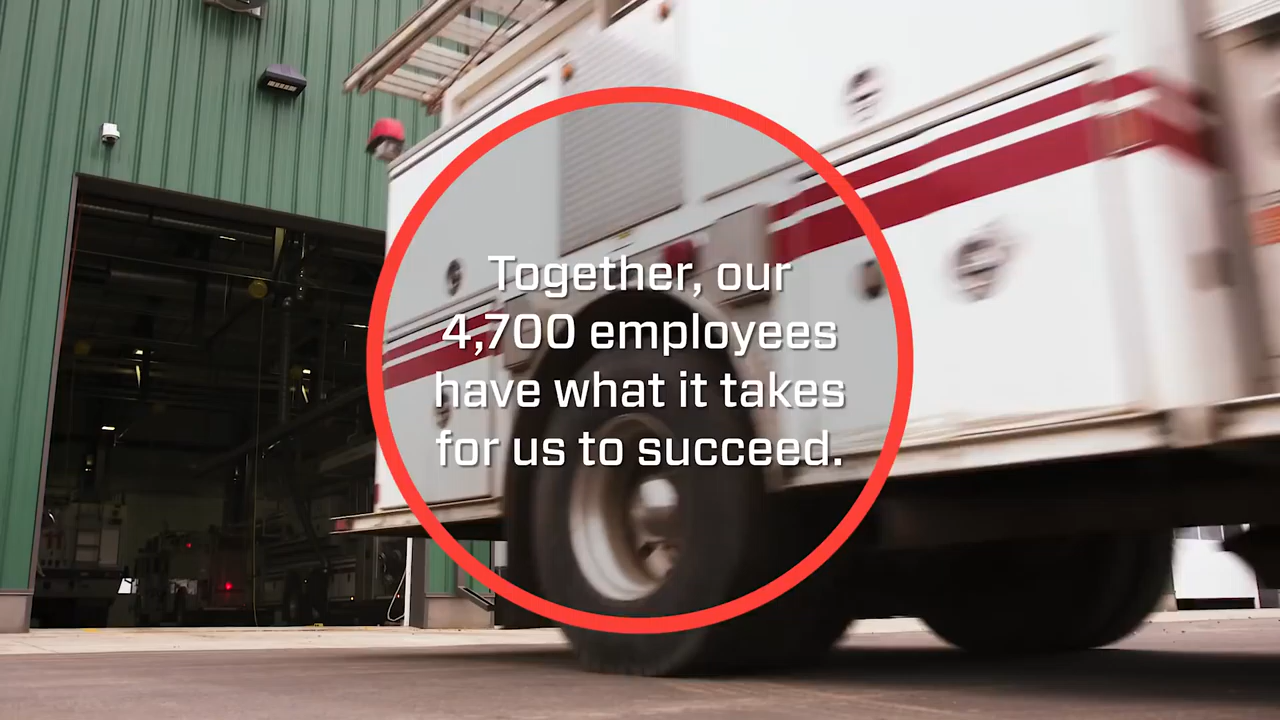 Together, our
4,700 employees
have what it takes
for us to succeed.